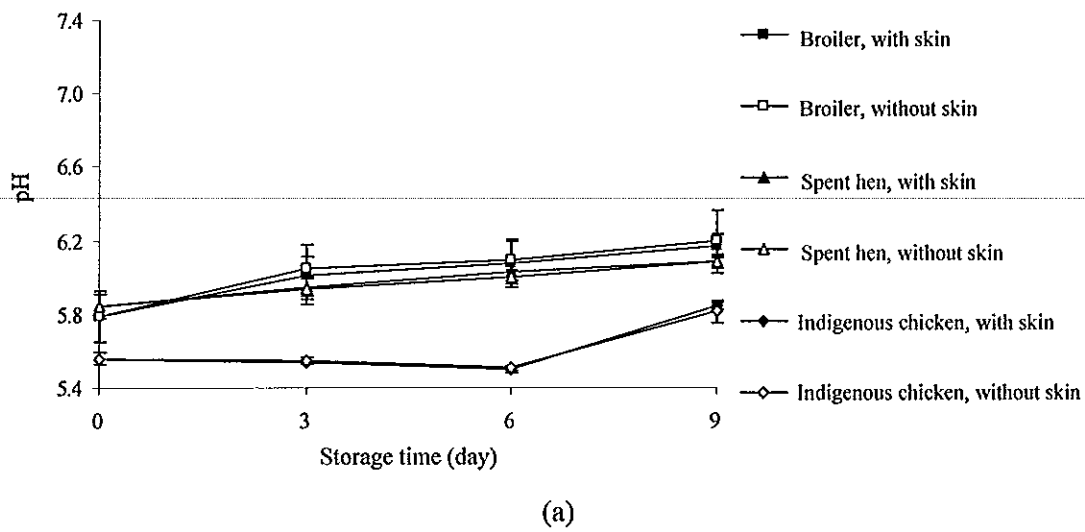 7.4
7.0
6.6
6.2
5.8
5.4
pH
0 3 6 9
Storage time (day)
Broiler, with skin
Broiler, without skin
Spent hen, with skin
Spent hen, without skin
Indigenous chicken, with skin
Indigenous chicken, without skin
(a)